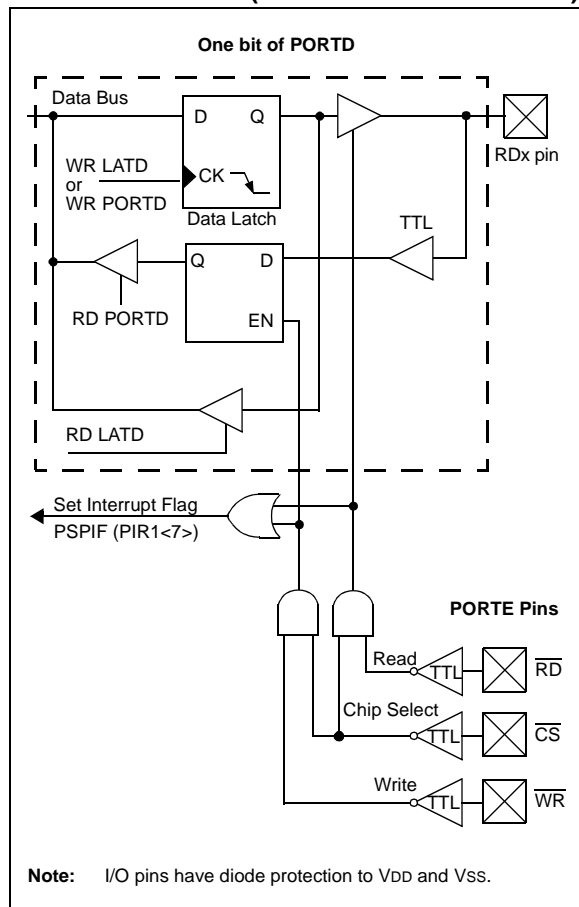 One bit of PORTD
Data Bus
D Q
RDx pin
WR LATD
or
WR PORTD
CK
Data Latch
TTL
Q D
EN
RD PORTD
RD LATD
Set Interrupt Flag
PSPIF (PIR1<7>)
PORTE Pins
Read
TTL
RD
Chip Select
TTL
CS
Write
TTL
WR
Note: I/O pins have diode protection to VDD and VSS.